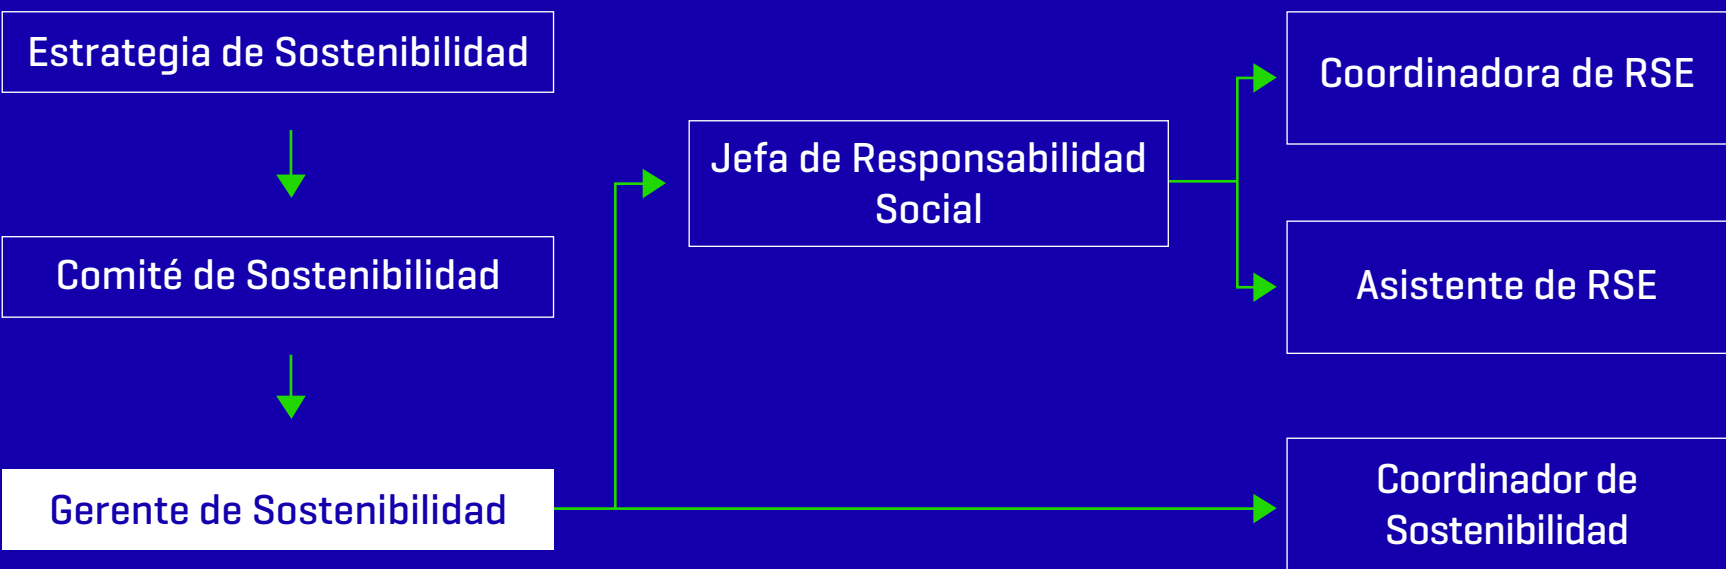 Estrategia de Sostenibilidad
Comité de Sostenibilidad
Gerente de Sostenibilidad
Jefa de Responsabilidad
Social
Coordinadora de RSE
Asistente de RSE
Coordinador de
Sostenibilidad